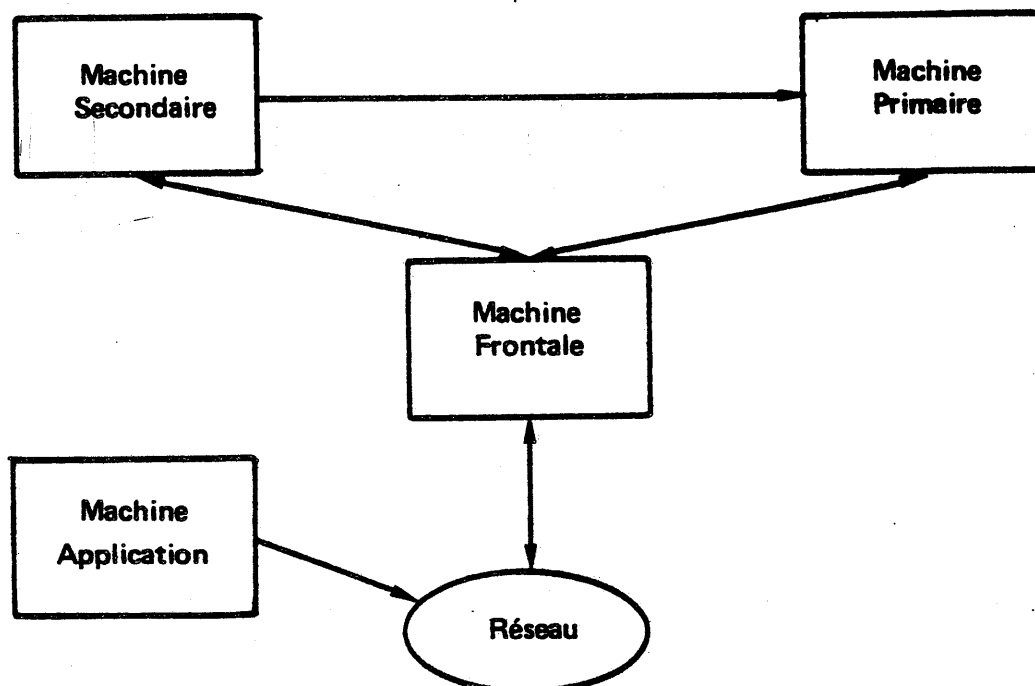 Machine
Secondaire
Machine
Primaire
Machine
Frontale
Machine
Application
Réseau